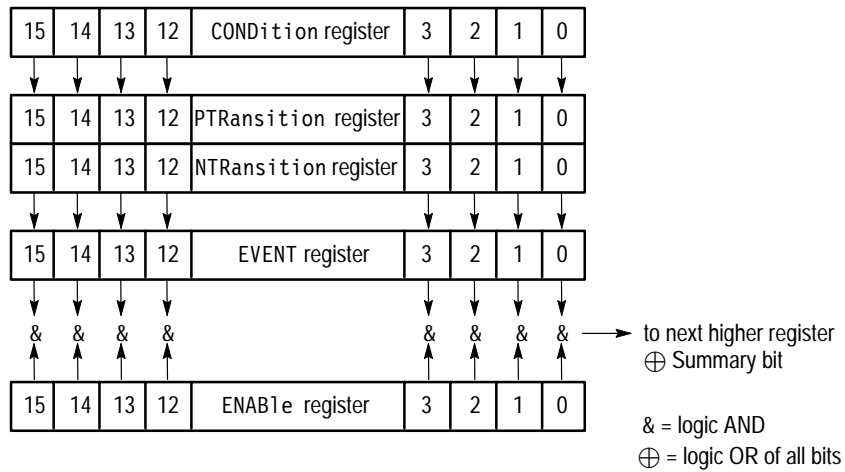 15 14 13 12 CONDition register 3 2 1 0
15 14 13 12 PTRansition register 3 2 1 0
15 14 13 12 NTRansition register 3 2 1 0
15 14 13 12 EVENT register 3 2 1 0
& & & & & & & & to next higher register
⊕ Summary bit
15 14 13 12 ENABle register 3 2 1 0
& = logic AND
⊕ = logic OR of all bits